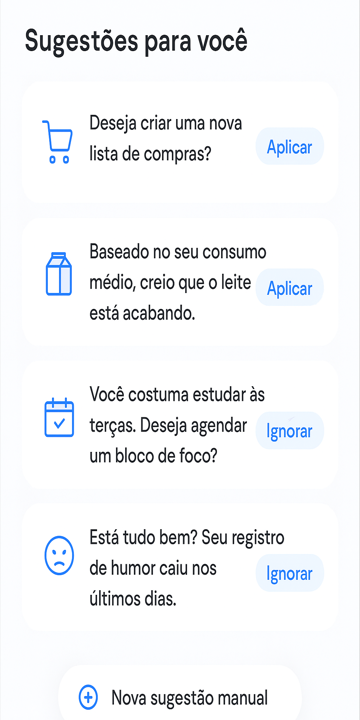 Sugestões para você
Deseja criar uma nova
lista de compras?
Aplicar
Baseado no seu consumo
médio, creio que o leite
está acabando.
Aplicar
Você costuma estudar às
terças. Deseja agendar
um bloco de foco?
Ignorar
Está tudo bem? Seu registro
de humor caiu nos
últimos dias.
Ignorar
Nova sugestão manual